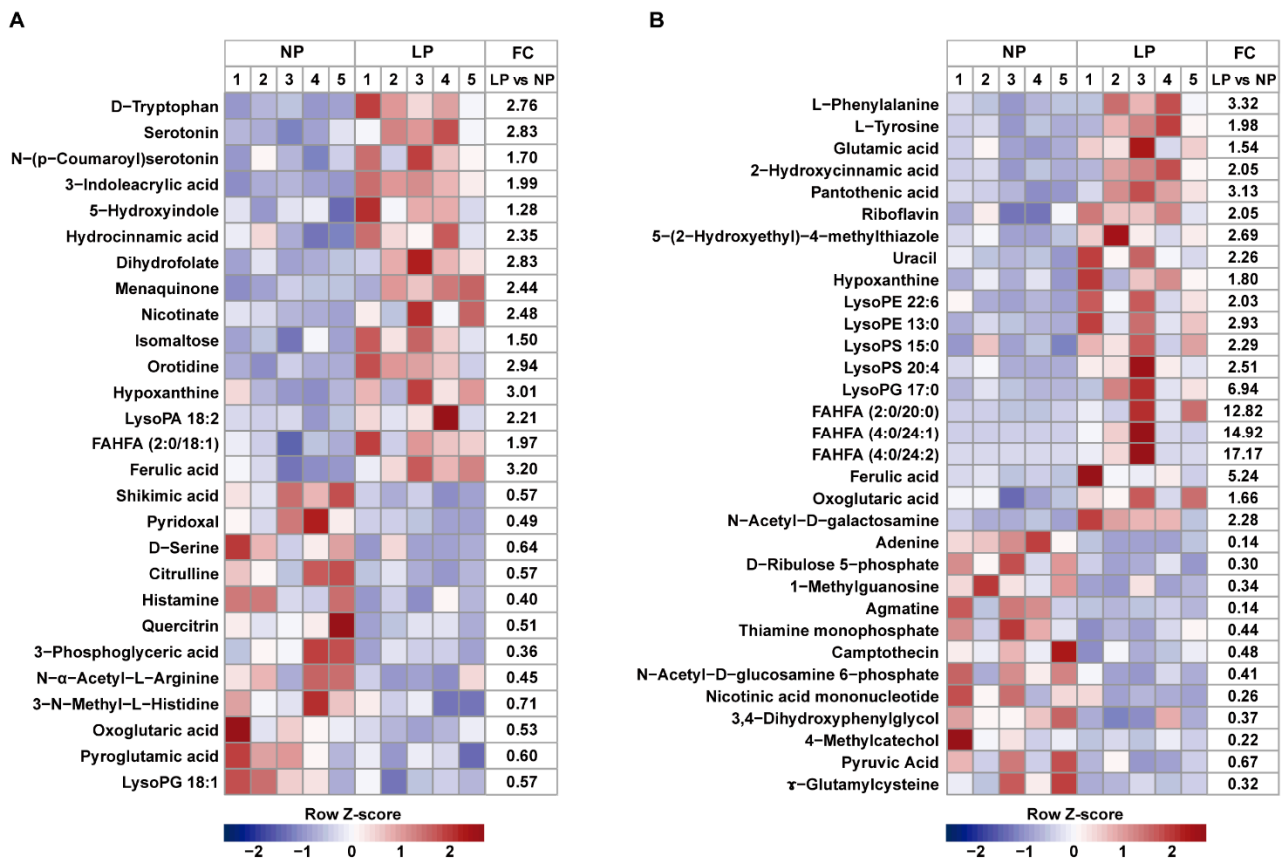 A
NP LP FC
1 2 3 4 5 1 2 3 4 5 LP vs NP
D−Tryptophan 2.76
Serotonin 2.83
N−(p−Coumaroyl)serotonin 1.70
3−Indoleacrylic acid 1.99
5−Hydroxyindole 1.28
Hydrocinnamic acid 2.35
Dihydrofolate 2.83
Menaquinone 2.44
Nicotinate 2.48
Isomaltose 1.50
Orotidine 2.94
Hypoxanthine 3.01
LysoPA 18:2 2.21
FAHFA (2:0/18:1) 1.97
Ferulic acid 3.20
Shikimic acid 0.57
Pyridoxal 0.49
D−Serine 0.64
Citrulline 0.57
Histamine 0.40
Quercitrin 0.51
3−Phosphoglyceric acid 0.36
N−α−Acetyl−L−Arginine 0.45
3−N−Methyl−L−Histidine 0.71
Oxoglutaric acid 0.53
Pyroglutamic acid 0.60
LysoPG 18:1 0.57
Row Z−score
−2 −1 0 1 2
B
NP LP FC
1 2 3 4 5 1 2 3 4 5 LP vs NP
L−Phenylalanine 3.32
L−Tyrosine 1.98
Glutamic acid 1.54
2−Hydroxycinnamic acid 2.05
Pantothenic acid 3.13
Riboflavin 2.05
5−(2−Hydroxyethyl)−4−methylthiazole 2.69
Uracil 2.26
Hypoxanthine 1.80
LysoPE 22:6 2.03
LysoPE 13:0 2.93
LysoPS 15:0 2.29
LysoPS 20:4 2.51
LysoPG 17:0 6.94
FAHFA (2:0/20:0) 12.82
FAHFA (4:0/24:1) 14.92
FAHFA (4:0/24:2) 17.17
Ferulic acid 5.24
Oxoglutaric acid 1.66
N−Acetyl−D−galactosamine 2.28
Adenine 0.14
D−Ribulose 5−phosphate 0.30
1−Methylguanosine 0.34
Agmatine 0.14
Thiamine monophosphate 0.44
Camptothecin 0.48
N−Acetyl−D−glucosamine 6−phosphate 0.41
Nicotinic acid mononucleotide 0.26
3,4−Dihydroxyphenylglycol 0.37
4−Methylcatechol 0.22
Pyruvic Acid 0.67
ɤ−Glutamylcysteine 0.32
Row Z−score
−2 −1 0 1 2